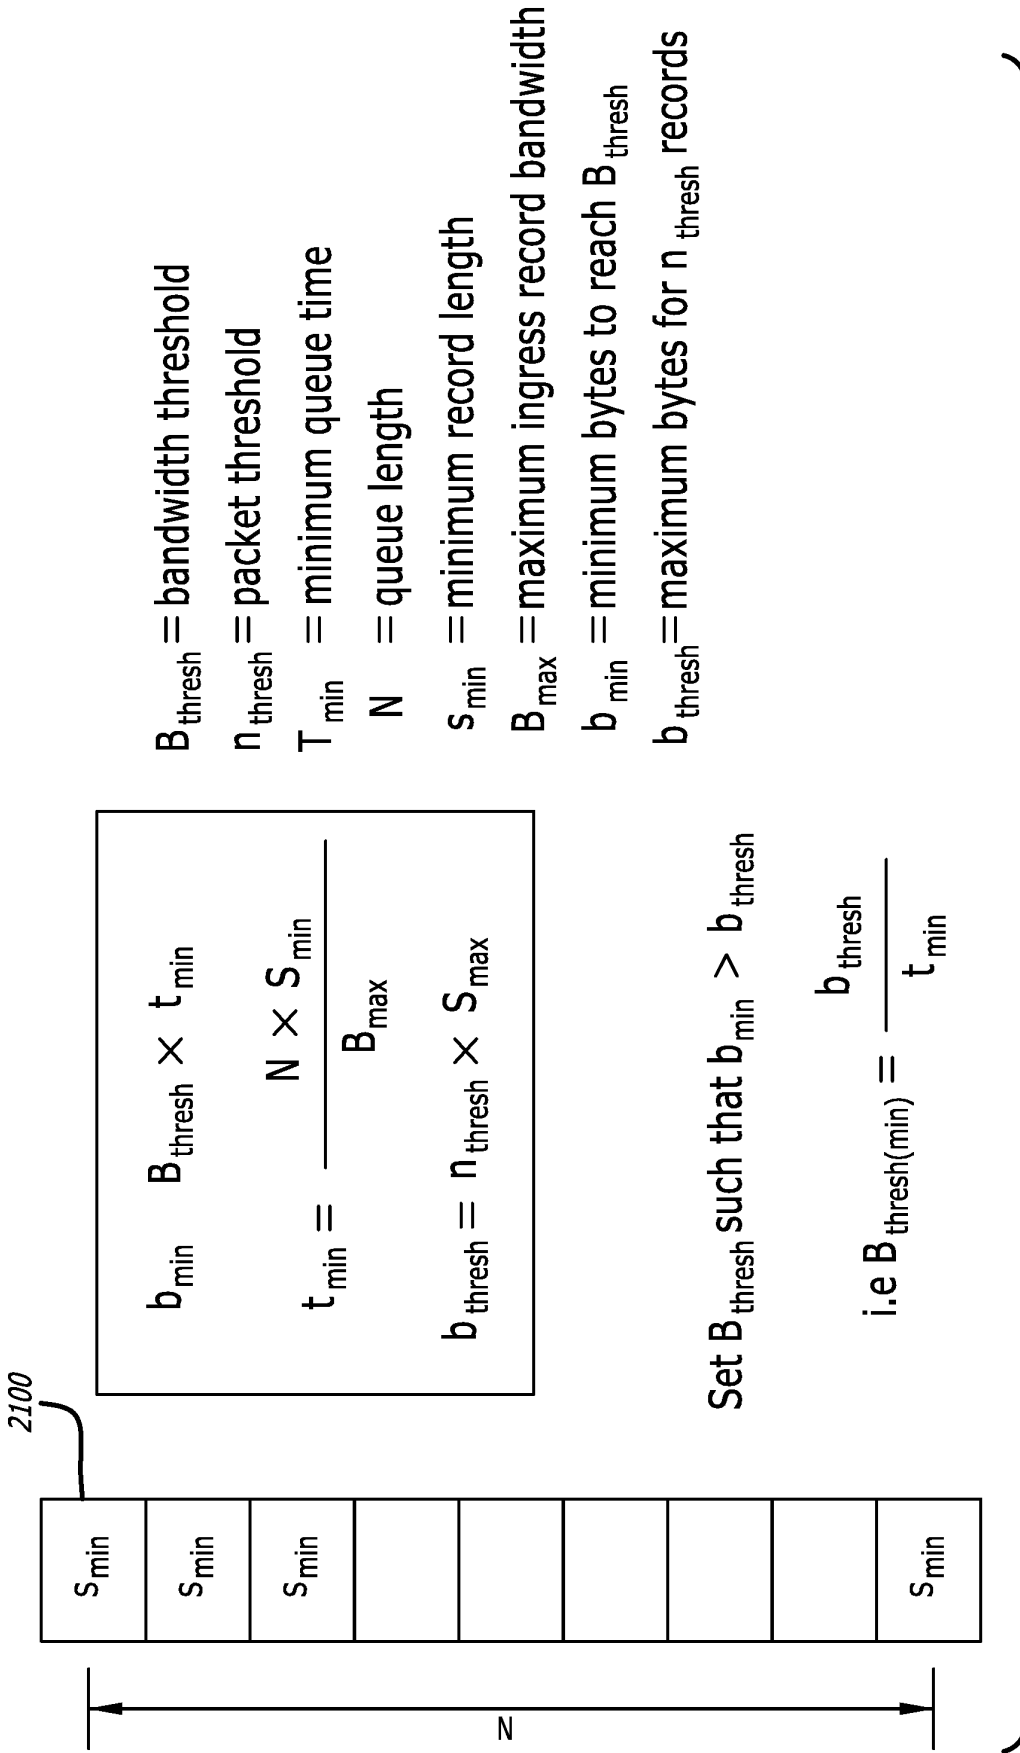 2100
s_min
s_min
s_min
s_min
N
b_min B_thresh × t_min
t_min = N × S_min / B_max
b_thresh = n_thresh × S_max
Set B_thresh such that b_min > b_thresh
i.e B_thresh(min) = b_thresh / t_min
B_thresh = bandwidth threshold
n_thresh = packet threshold
T_min = minimum queue time
N = queue length
s_min = minimum record length
B_max = maximum ingress record bandwidth
b_min = minimum bytes to reach B_thresh
b_thresh = maximum bytes for n_thresh records